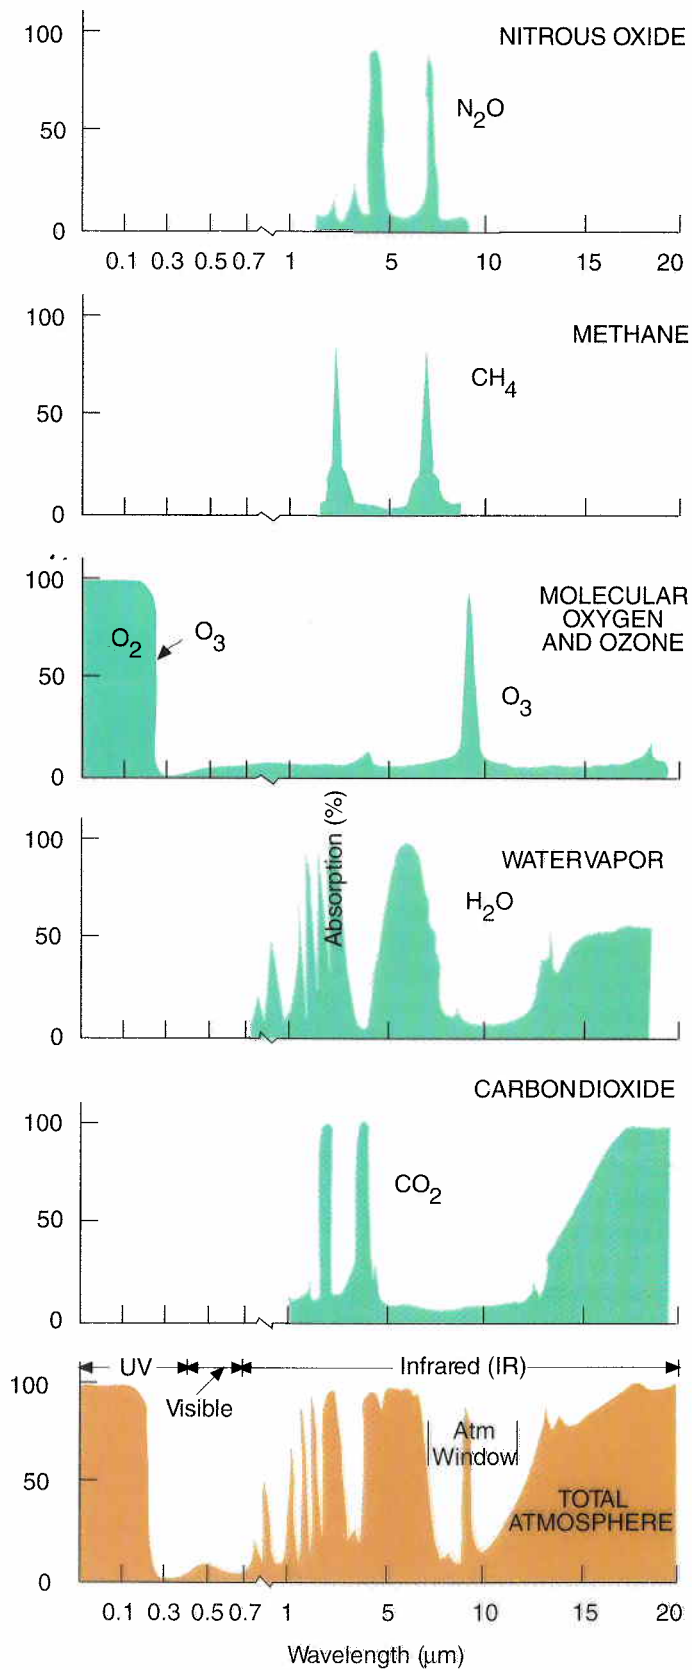 100
NITROUS OXIDE
N2O
50
0
0.1 0.3 0.5 0.7 1 5 10 15 20
100
METHANE
CH4
50
0
100
MOLECULAR
OXYGEN
AND OZONE
O2 O3
50
O3
0
Absorption (%)
100
WATERVAPOR
H2O
50
0
CARBONDIOXIDE
100
CO2
50
0
UV Infrared (IR)
100
Visible
Atm
Window
50
TOTAL
ATMOSPHERE
0
0.1 0.3 0.5 0.7 1 5 10 15 20
Wavelength (μm)